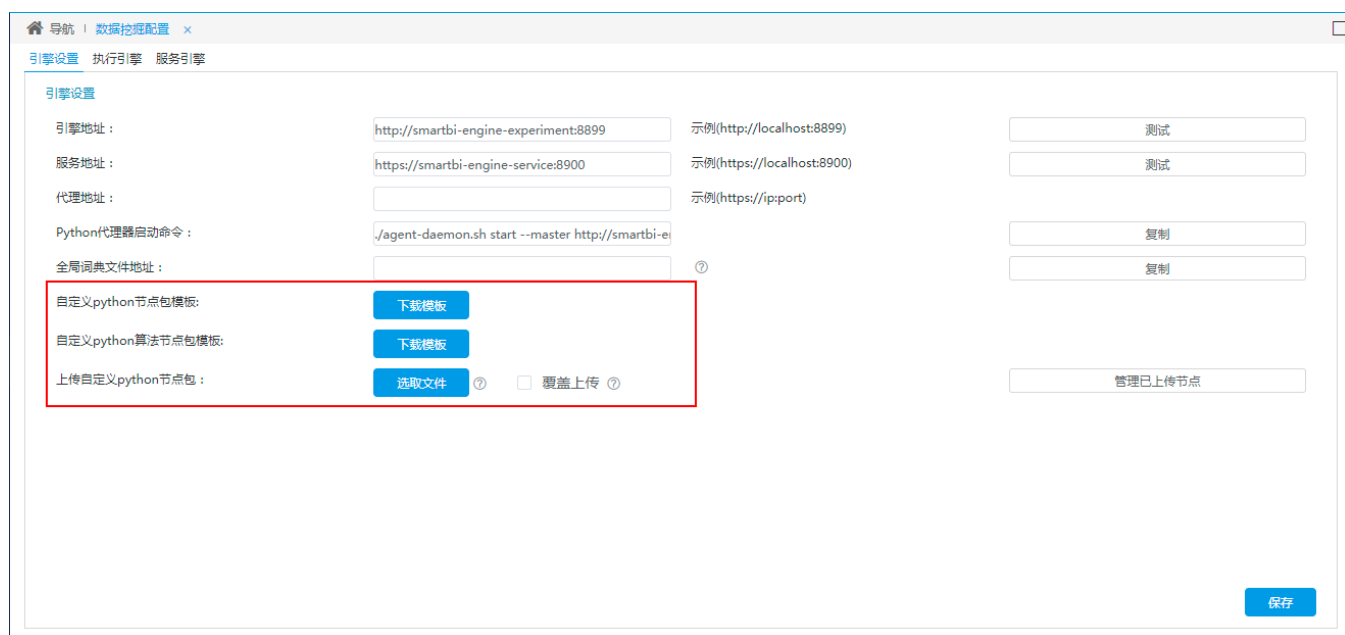 导航 | 数据挖掘配置 ×
引擎设置 执行引擎 服务引擎
引擎设置
引擎地址： http://smartbi-engine-experiment:8899 示例(http://localhost:8899) 测试
服务地址： https://smartbi-engine-service:8900 示例(https://localhost:8900) 测试
代理地址： 示例(https://ip:port)
Python代理器启动命令： ./agent-daemon.sh start --master http://smartbi-e 复制
全局词典文件地址： ? 复制
自定义python节点包模板: 下载模板
自定义python算法节点包模板: 下载模板
上传自定义python节点包： 选取文件 ? 覆盖上传 ? 管理已上传节点
保存